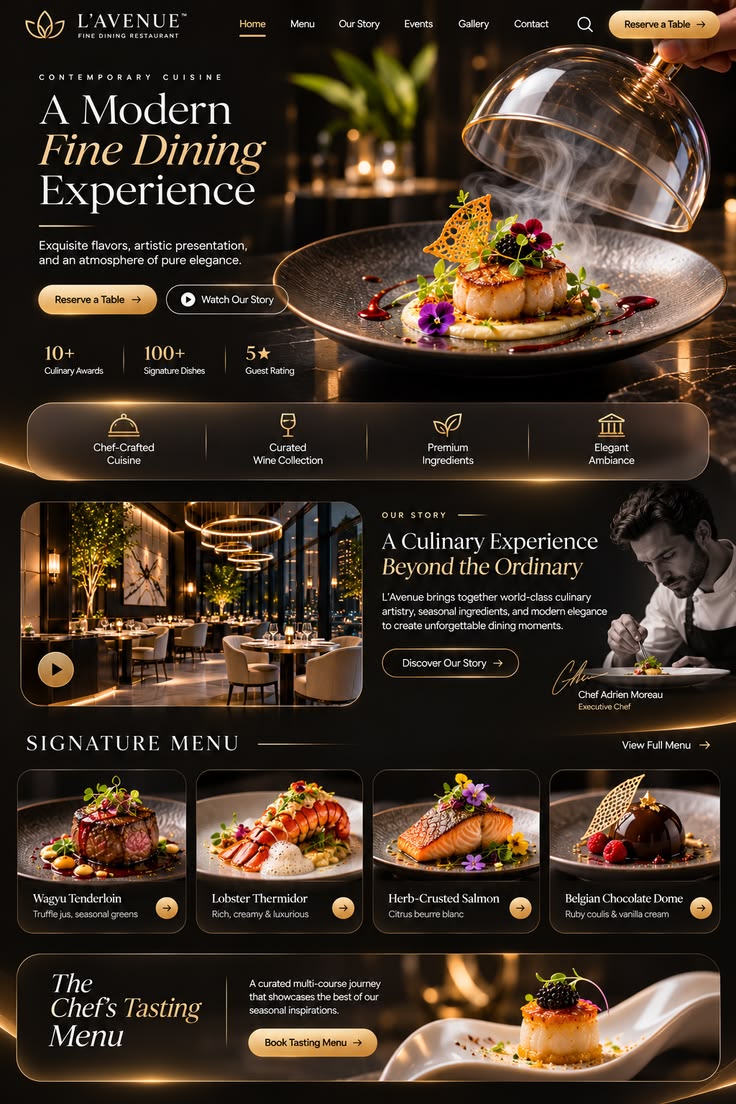 L'AVENUE™
FINE DINING RESTAURANT
Home
Menu
Our Story
Events
Gallery
Contact
Reserve a Table →
CONTEMPORARY CUISINE
A Modern
Fine Dining
Experience
Exquisite flavors, artistic presentation,
and an atmosphere of pure elegance.
Reserve a Table →
Watch Our Story
10+
Culinary Awards
100+
Signature Dishes
5★
Guest Rating
Chef-Crafted
Cuisine
Curated
Wine Collection
Premium
Ingredients
Elegant
Ambiance
OUR STORY
A Culinary Experience
Beyond the Ordinary
L'Avenue brings together world-class culinary
artistry, seasonal ingredients, and modern elegance
to create unforgettable dining moments.
Discover Our Story →
Chef Adrien Moreau
Executive Chef
SIGNATURE MENU
View Full Menu →
Wagyu Tenderloin
Truffle jus, seasonal greens
Lobster Thermidor
Rich, creamy & luxurious
Herb-Crusted Salmon
Citrus beurre blanc
Belgian Chocolate Dome
Ruby coulis & vanilla cream
The
Chef's Tasting
Menu
A curated multi-course journey
that showcases the best of our
seasonal inspirations.
Book Tasting Menu →